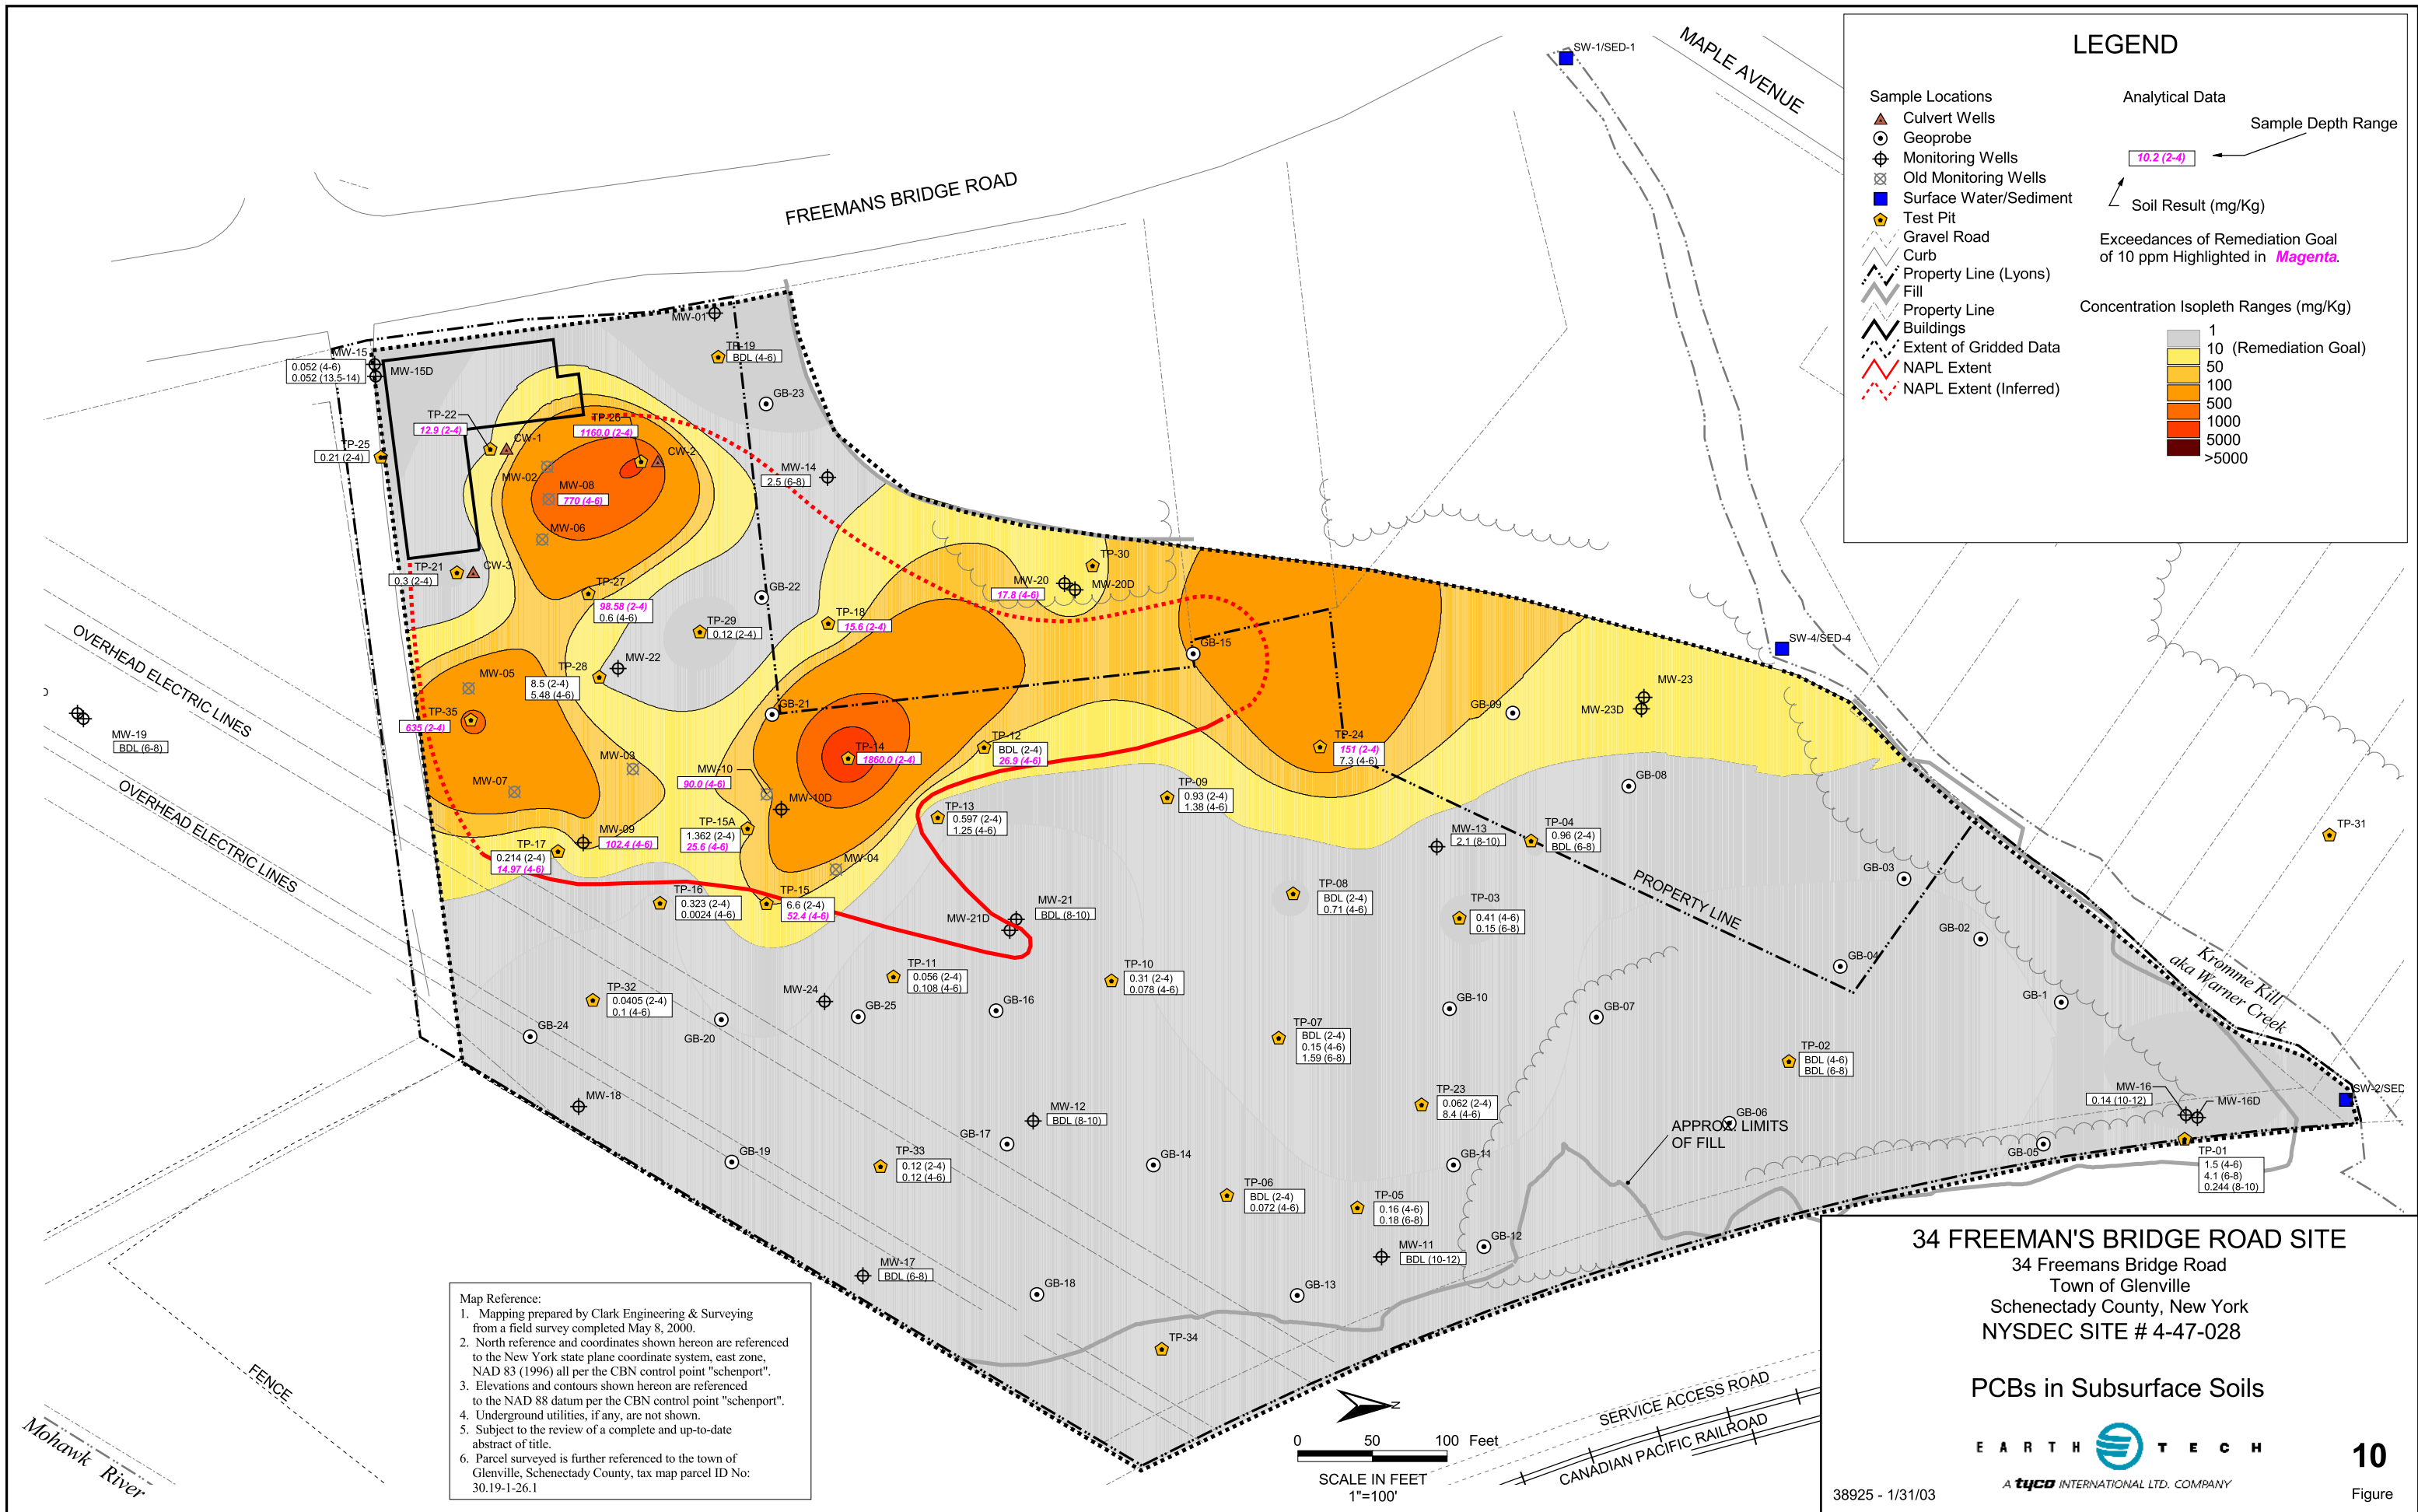 SW-1/SED-1
MAPLE AVENUE
FREEMANS BRIDGE ROAD
LEGEND
Sample Locations
Culvert Wells
Geoprobe
Monitoring Wells
Old Monitoring Wells
Surface Water/Sediment
Test Pit
Gravel Road
Curb
Property Line (Lyons)
Fill
Property Line
Buildings
Extent of Gridded Data
NAPL Extent
NAPL Extent (Inferred)
Analytical Data
Sample Depth Range
10.2 (2-4)
Soil Result (mg/Kg)
Exceedances of Remediation Goal
of 10 ppm Highlighted in Magenta.
Concentration Isopleth Ranges (mg/Kg)
1
10 (Remediation Goal)
50
100
500
1000
5000
>5000
MW-01
TP-19
BDL (4-6)
MW-15
0.052 (4-6)
0.052 (13.5-14)
MW-15D
GB-23
TP-22
12.9 (2-4)
CW-1
TP-26
1160.0 (2-4)
CW-2
TP-25
0.21 (2-4)
MW-02
MW-08
770 (4-6)
MW-06
MW-14
2.5 (6-8)
TP-21
0.3 (2-4)
CW-3
TP-27
98.58 (2-4)
0.6 (4-6)
GB-22
TP-29
0.12 (2-4)
TP-18
15.6 (2-4)
MW-20
17.8 (4-6)
MW-20D
TP-30
GB-15
SW-4/SED-4
MW-22
TP-28
8.5 (2-4)
5.48 (4-6)
MW-05
TP-35
635 (2-4)
GB-21
MW-23
MW-23D
GB-09
OVERHEAD ELECTRIC LINES
MW-19
BDL (6-8)
OVERHEAD ELECTRIC LINES
MW-03
MW-07
TP-14
1860.0 (2-4)
TP-12
BDL (2-4)
26.9 (4-6)
TP-24
151 (2-4)
7.3 (4-6)
MW-10
90.0 (4-6)
MW-10D
TP-09
0.93 (2-4)
1.38 (4-6)
GB-08
TP-13
0.597 (2-4)
1.25 (4-6)
TP-15A
1.362 (2-4)
25.6 (4-6)
MW-09
102.4 (4-6)
TP-17
0.214 (2-4)
14.97 (4-6)
MW-04
MW-13
2.1 (8-10)
TP-04
0.96 (2-4)
BDL (6-8)
TP-31
GB-03
TP-16
0.323 (2-4)
0.0024 (4-6)
TP-15
6.6 (2-4)
52.4 (4-6)
MW-21
BDL (8-10)
MW-21D
TP-08
BDL (2-4)
0.71 (4-6)
TP-03
0.41 (4-6)
0.15 (6-8)
PROPERTY LINE
GB-02
GB-04
Kromme Kill
aka Warner Creek
TP-11
0.056 (2-4)
0.108 (4-6)
TP-10
0.31 (2-4)
0.078 (4-6)
TP-32
0.0405 (2-4)
0.1 (4-6)
MW-24
GB-25
GB-16
GB-10
GB-07
GB-1
GB-24
GB-20
TP-07
BDL (2-4)
0.15 (4-6)
1.59 (6-8)
TP-02
BDL (4-6)
BDL (6-8)
MW-16
0.14 (10-12)
MW-16D
SW-2/SED
MW-18
MW-12
BDL (8-10)
TP-23
0.062 (2-4)
8.4 (4-6)
GB-06
APPROX. LIMITS
OF FILL
GB-17
GB-19
TP-33
0.12 (2-4)
0.12 (4-6)
GB-14
GB-11
GB-05
TP-01
1.5 (4-6)
4.1 (6-8)
0.244 (8-10)
TP-06
BDL (2-4)
0.072 (4-6)
TP-05
0.16 (4-6)
0.18 (6-8)
GB-12
MW-11
BDL (10-12)
MW-17
BDL (6-8)
GB-18
GB-13
TP-34
FENCE
Mohawk River
Map Reference:
1. Mapping prepared by Clark Engineering & Surveying
from a field survey completed May 8, 2000.
2. North reference and coordinates shown hereon are referenced
to the New York state plane coordinate system, east zone,
NAD 83 (1996) all per the CBN control point "schenport".
3. Elevations and contours shown hereon are referenced
to the NAD 88 datum per the CBN control point "schenport".
4. Underground utilities, if any, are not shown.
5. Subject to the review of a complete and up-to-date
abstract of title.
6. Parcel surveyed is further referenced to the town of
Glenville, Schenectady County, tax map parcel ID No:
30.19-1-26.1
N
0 50 100 Feet
SCALE IN FEET
1"=100'
SERVICE ACCESS ROAD
CANADIAN PACIFIC RAILROAD
34 FREEMAN'S BRIDGE ROAD SITE
34 Freemans Bridge Road
Town of Glenville
Schenectady County, New York
NYSDEC SITE # 4-47-028
PCBs in Subsurface Soils
EARTH TECH
A tyco INTERNATIONAL LTD. COMPANY
10
Figure
38925 - 1/31/03